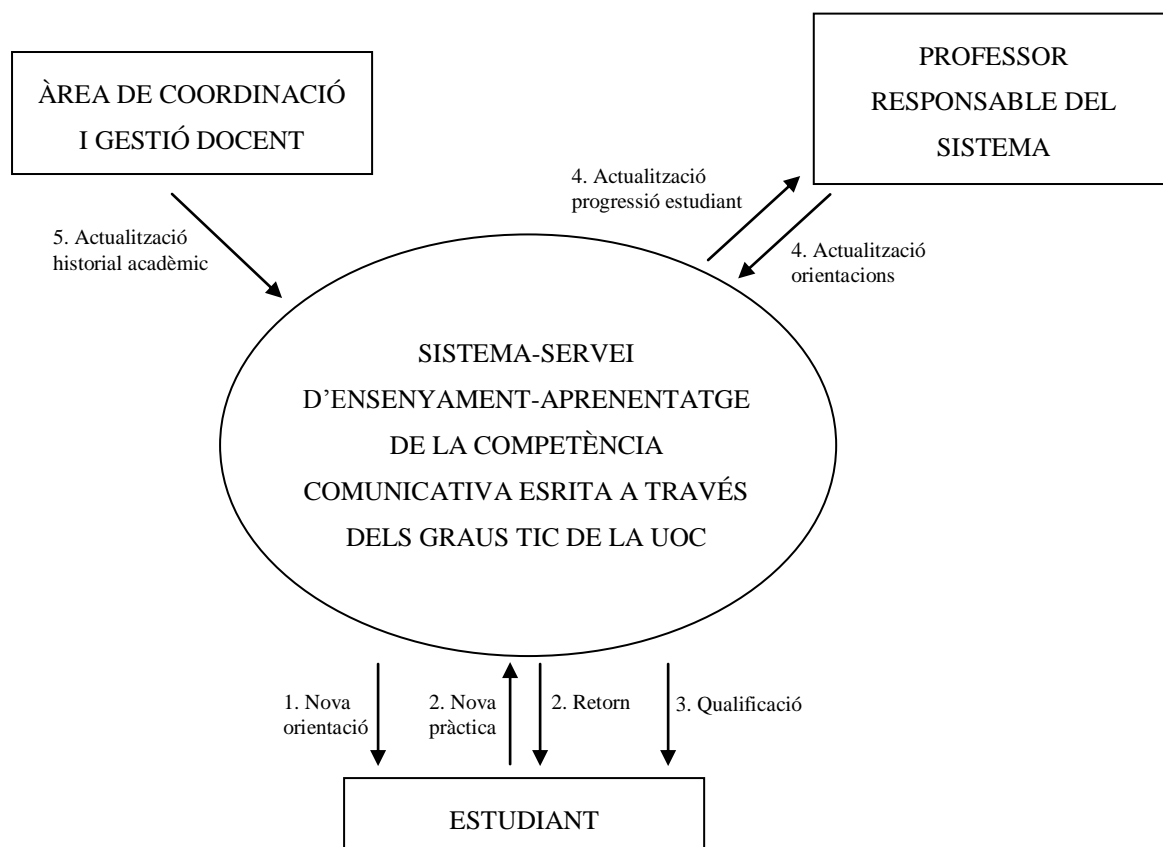 ÀREA DE COORDINACIÓ
I GESTIÓ DOCENT
PROFESSOR
RESPONSABLE DEL
SISTEMA
4. Actualització
progressió estudiant
5. Actualització
historial acadèmic
4. Actualització
orientacions
SISTEMA-SERVEI
D’ENSENYAMENT-APRENENTATGE
DE LA COMPETÈNCIA
COMUNICATIVA ESRITA A TRAVÉS
DELS GRAUS TIC DE LA UOC
1. Nova
orientació
2. Nova
pràctica
2. Retorn
3. Qualificació
ESTUDIANT